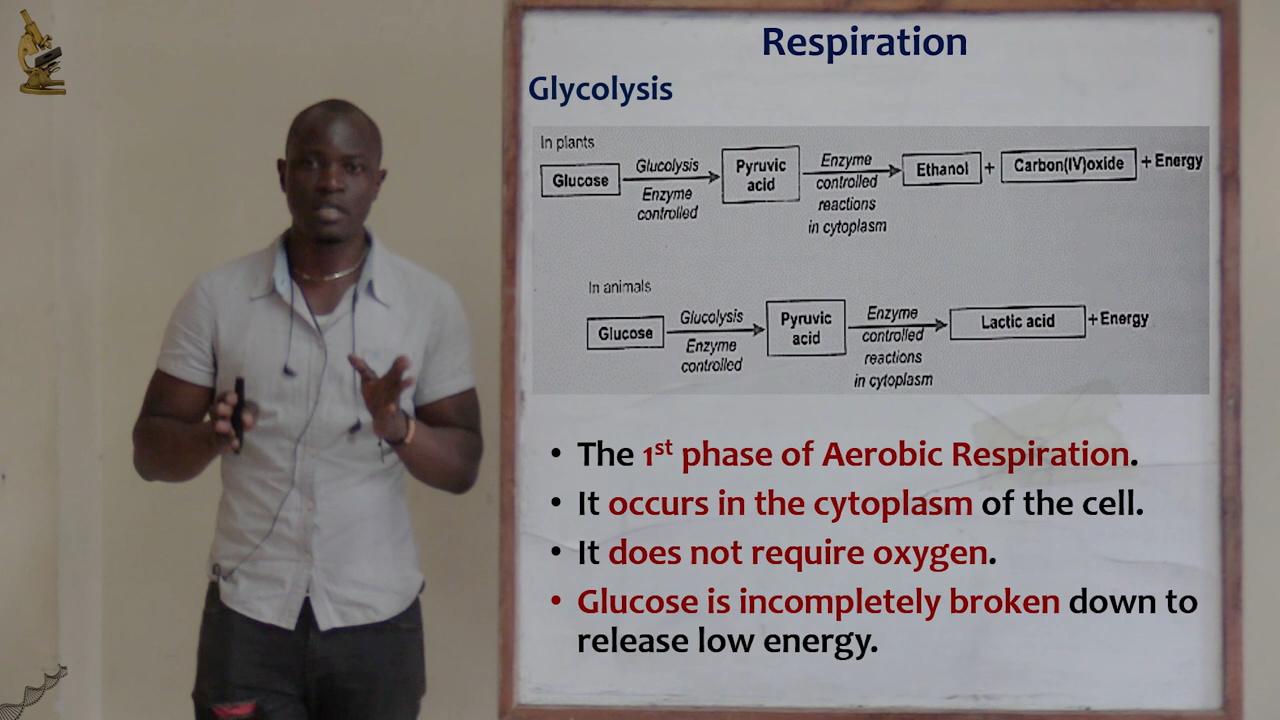 Respiration
Glycolysis
In plants
Glucose
Glucolysis
Enzyme
controlled
Pyruvic
acid
Enzyme
controlled
reactions
in cytoplasm
Ethanol
+
Carbon(IV)oxide
+ Energy
In animals
Glucose
Glucolysis
Enzyme
controlled
Pyruvic
acid
Enzyme
controlled
reactions
in cytoplasm
Lactic acid
+ Energy
• The 1st phase of Aerobic Respiration.
• It occurs in the cytoplasm of the cell.
• It does not require oxygen.
• Glucose is incompletely broken down to
release low energy.